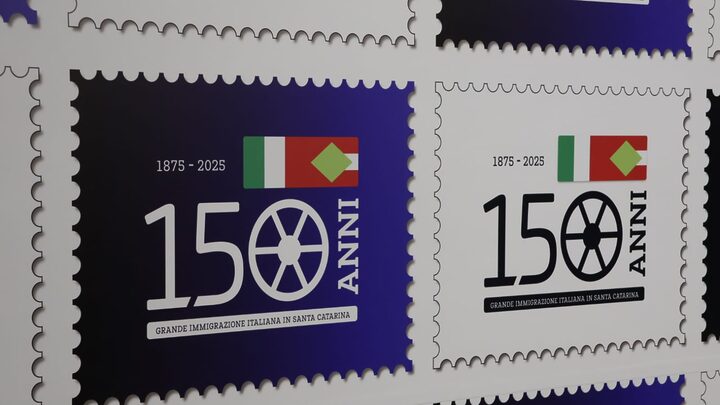 1875 - 2025
150
ANNI
GRANDE IMMIGRAZIONE ITALIANA IN SANTA CATARINA
1875 - 2025
150
ANNI
GRANDE IMMIGRAZIONE ITALIANA IN SANTA CATARINA